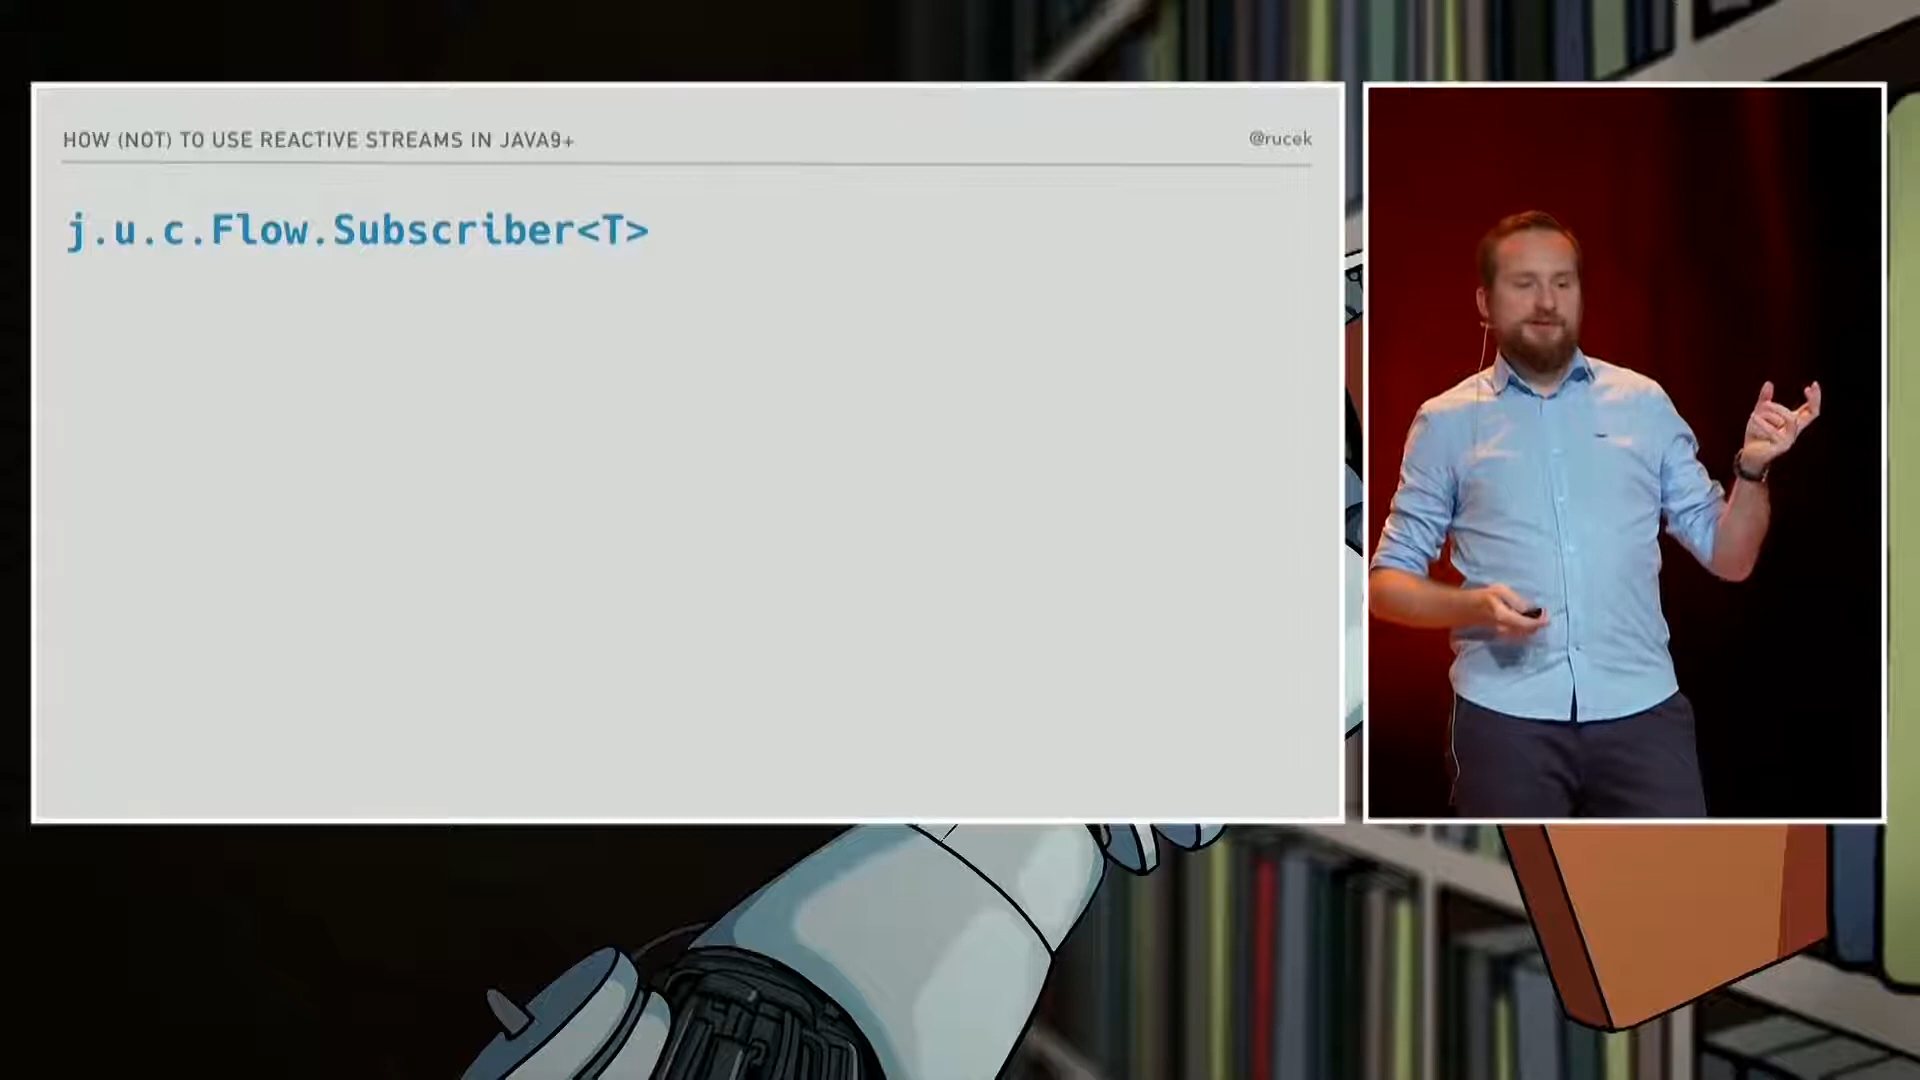 HOW (NOT) TO USE REACTIVE STREAMS IN JAVA9+
@rucek
j.u.c.Flow.Subscriber<T>